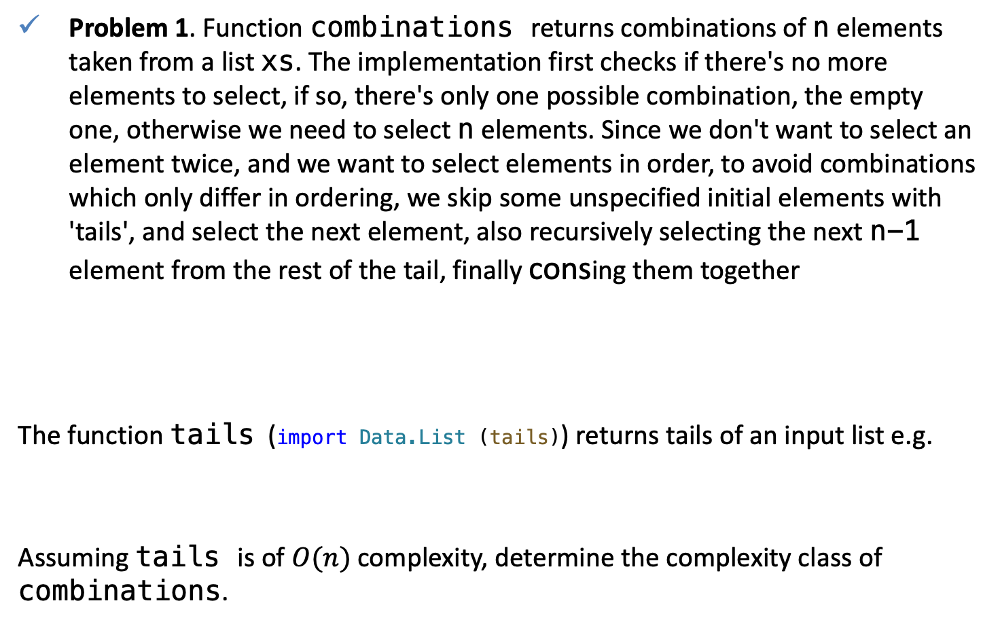 ✓ Problem 1. Function combinations returns combinations of n elements
taken from a list xs. The implementation first checks if there's no more
elements to select, if so, there's only one possible combination, the empty
one, otherwise we need to select n elements. Since we don't want to select an
element twice, and we want to select elements in order, to avoid combinations
which only differ in ordering, we skip some unspecified initial elements with
'tails', and select the next element, also recursively selecting the next n−1
element from the rest of the tail, finally consing them together
The function tails (import Data.List (tails)) returns tails of an input list e.g.
Assuming tails is of O(n) complexity, determine the complexity class of
combinations.